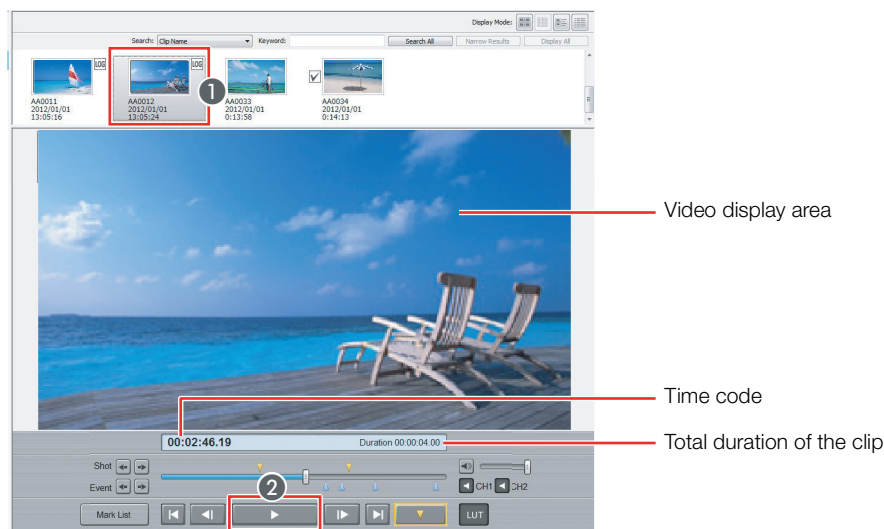 Display Mode:
Search: Clip Name Keyword: Search All Narrow Results Display All
LOG LOG
AA0011 AA0012 AA0033 AA0034
2012/01/01 2012/01/01 2012/01/01 2012/01/01
13:05:16 13:05:24 0:13:58 0:14:13
1
Video display area
Time code
00:02:46.19 Duration 00:00:04.00 Total duration of the clip
Shot
Event 2 CH1 CH2
Mark List LUT